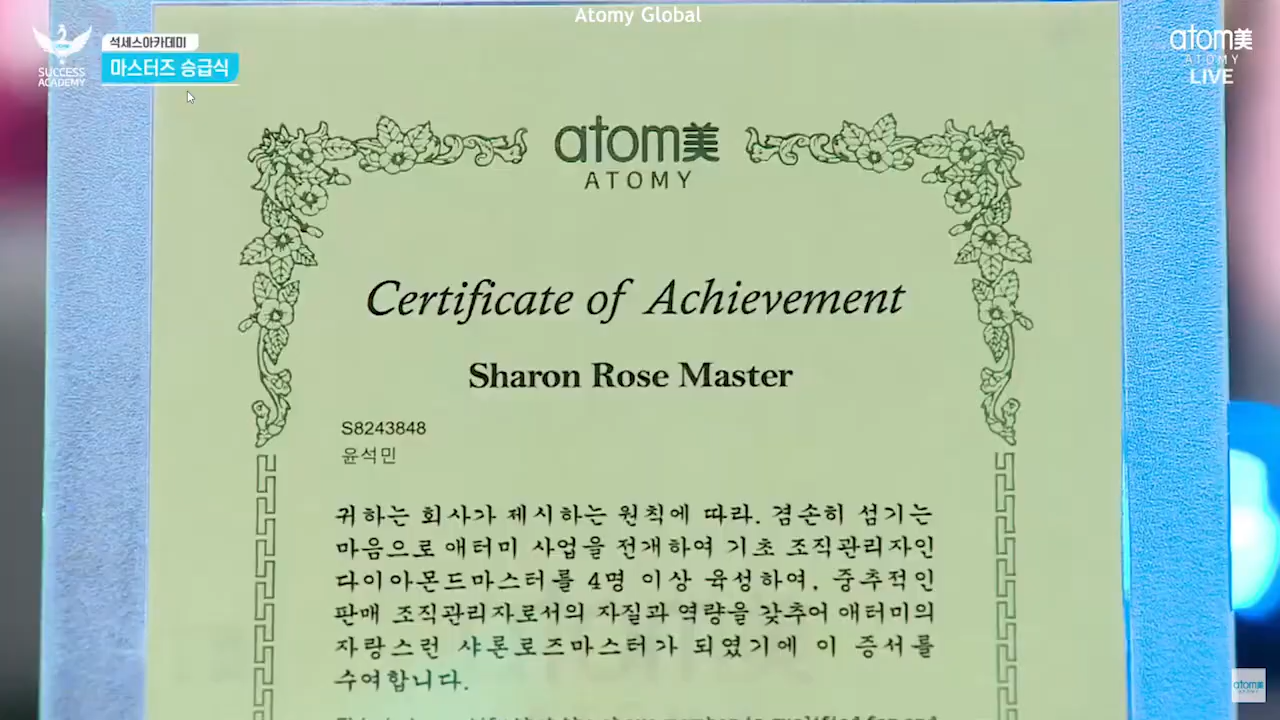 Atomy Global
석세스아카데미
마스터즈 승급식
SUCCESS
ACADEMY
atom美
ATOMY
LIVE
atom美
ATOMY
Certificate of Achievement
Sharon Rose Master
S8243848
윤석민
귀하는 회사가 제시하는 원칙에 따라, 겸손히 섬기는
마음으로 애터미 사업을 전개하여 기초 조직관리자인
다이아몬드마스터를 4명 이상 육성하여, 중추적인
판매 조직관리자로서의 자질과 역량을 갖추어 애터미의
자랑스런 샤론로즈마스터가 되였기에 이 증서를
수여합니다.
atom美